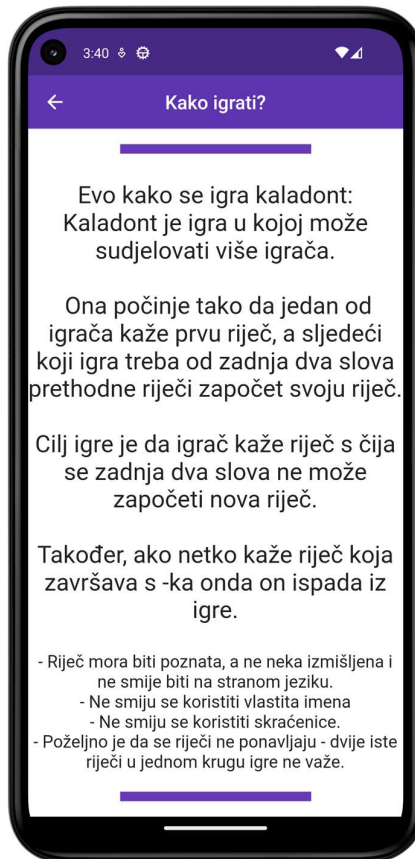 3:40
Kako igrati?
Evo kako se igra kaladont:
Kaladont je igra u kojoj može
sudjelovati više igrača.
Ona počinje tako da jedan od
igrača kaže prvu riječ, a sljedeći
koji igra treba od zadnja dva slova
prethodne riječi započet svoju riječ.
Cilj igre je da igrač kaže riječ s čija
se zadnja dva slova ne može
započeti nova riječ.
Također, ako netko kaže riječ koja
završava s -ka onda on ispada iz
igre.
- Riječ mora biti poznata, a ne neka izmišljena i
ne smije biti na stranom jeziku.
- Ne smiju se koristiti vlastita imena
- Ne smiju se koristiti skraćenice.
- Poželjno je da se riječi ne ponavljaju - dvije iste
riječi u jednom krugu igre ne važe.